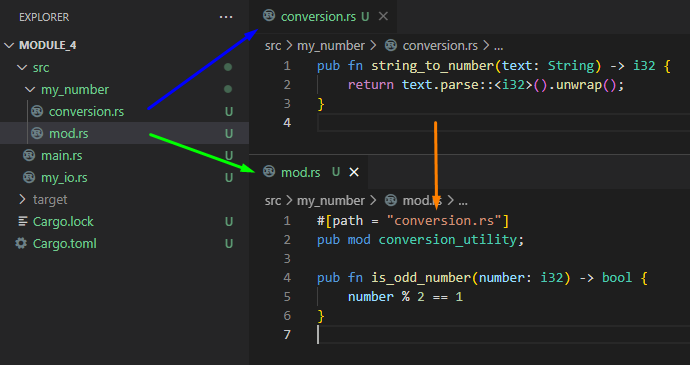 EXPLORER
MODULE_4
src
my_number
conversion.rs U
mod.rs U
main.rs U
my_io.rs U
target
Cargo.lock U
Cargo.toml U
conversion.rs U
src > my_number > conversion.rs > ...
1 pub fn string_to_number(text: String) -> i32 {
2 return text.parse::<i32>().unwrap();
3 }
4
mod.rs U
src > my_number > mod.rs > ...
1 #[path = "conversion.rs"]
2 pub mod conversion_utility;
3
4 pub fn is_odd_number(number: i32) -> bool {
5 number % 2 == 1
6 }
7